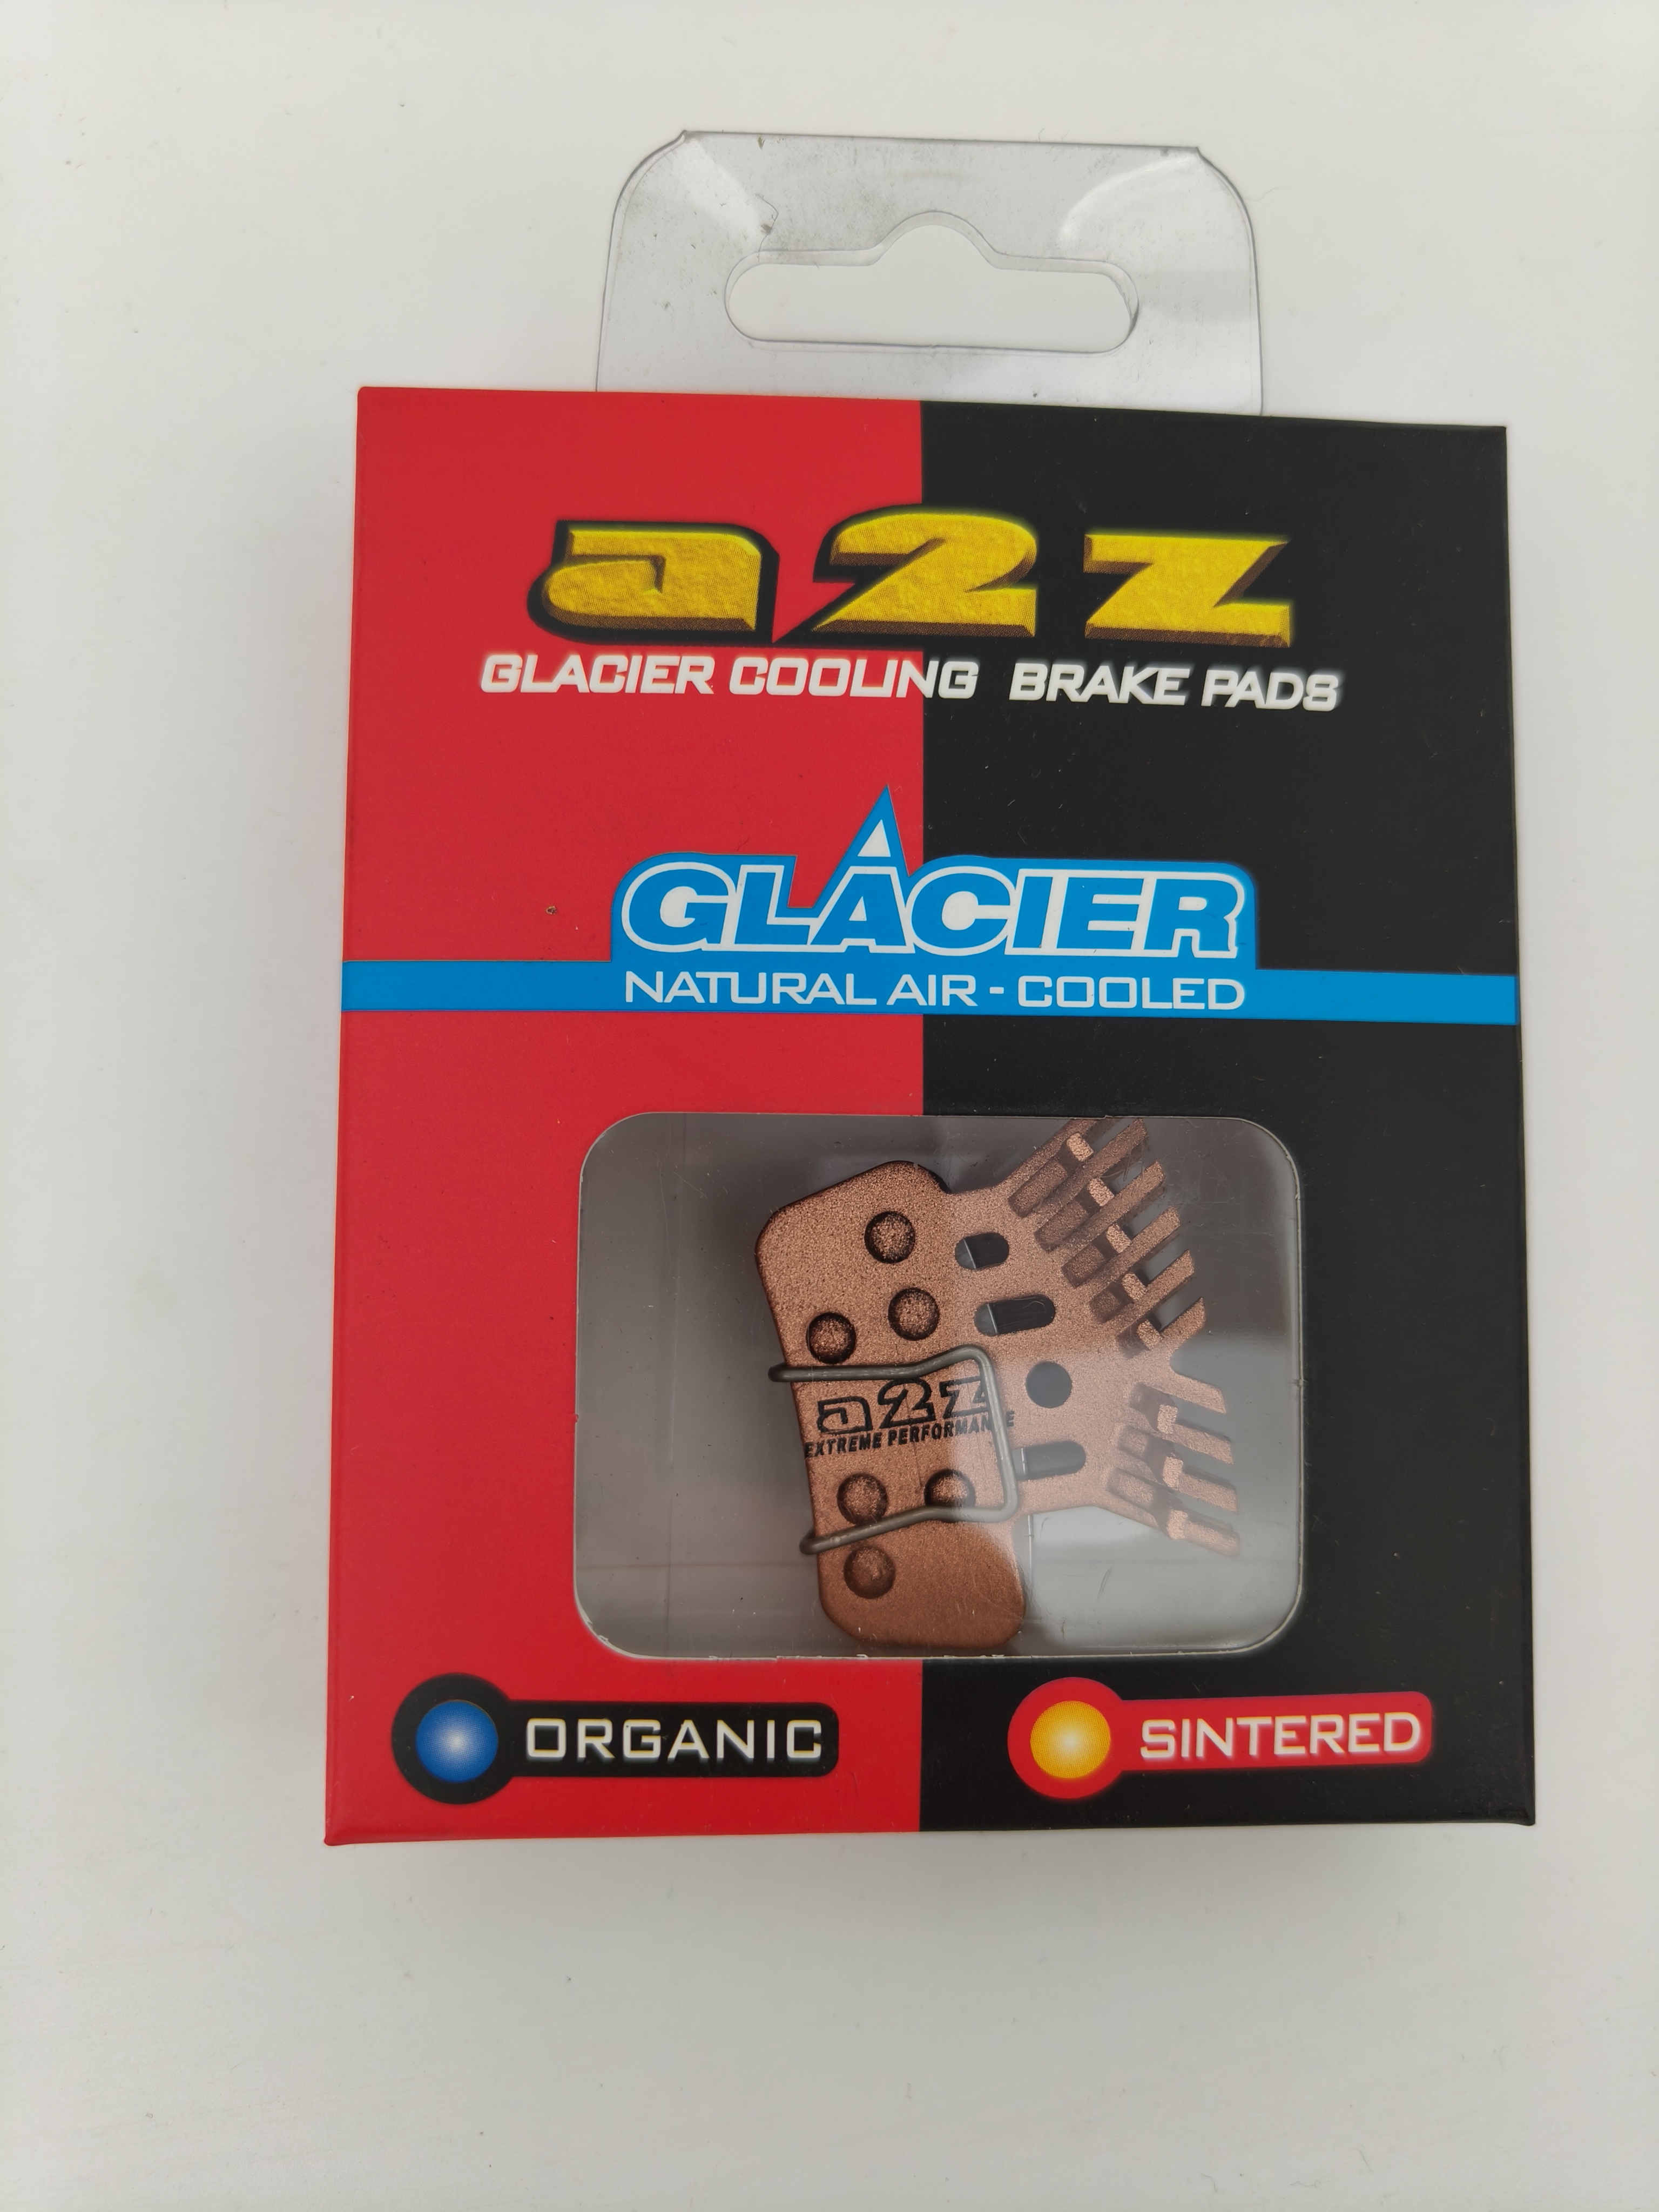 a2z
GLACIER COOLING BRAKE PADS
GLACIER
NATURAL AIR - COOLED
a2z
EXTREME PERFORMANCE
ORGANIC
SINTERED